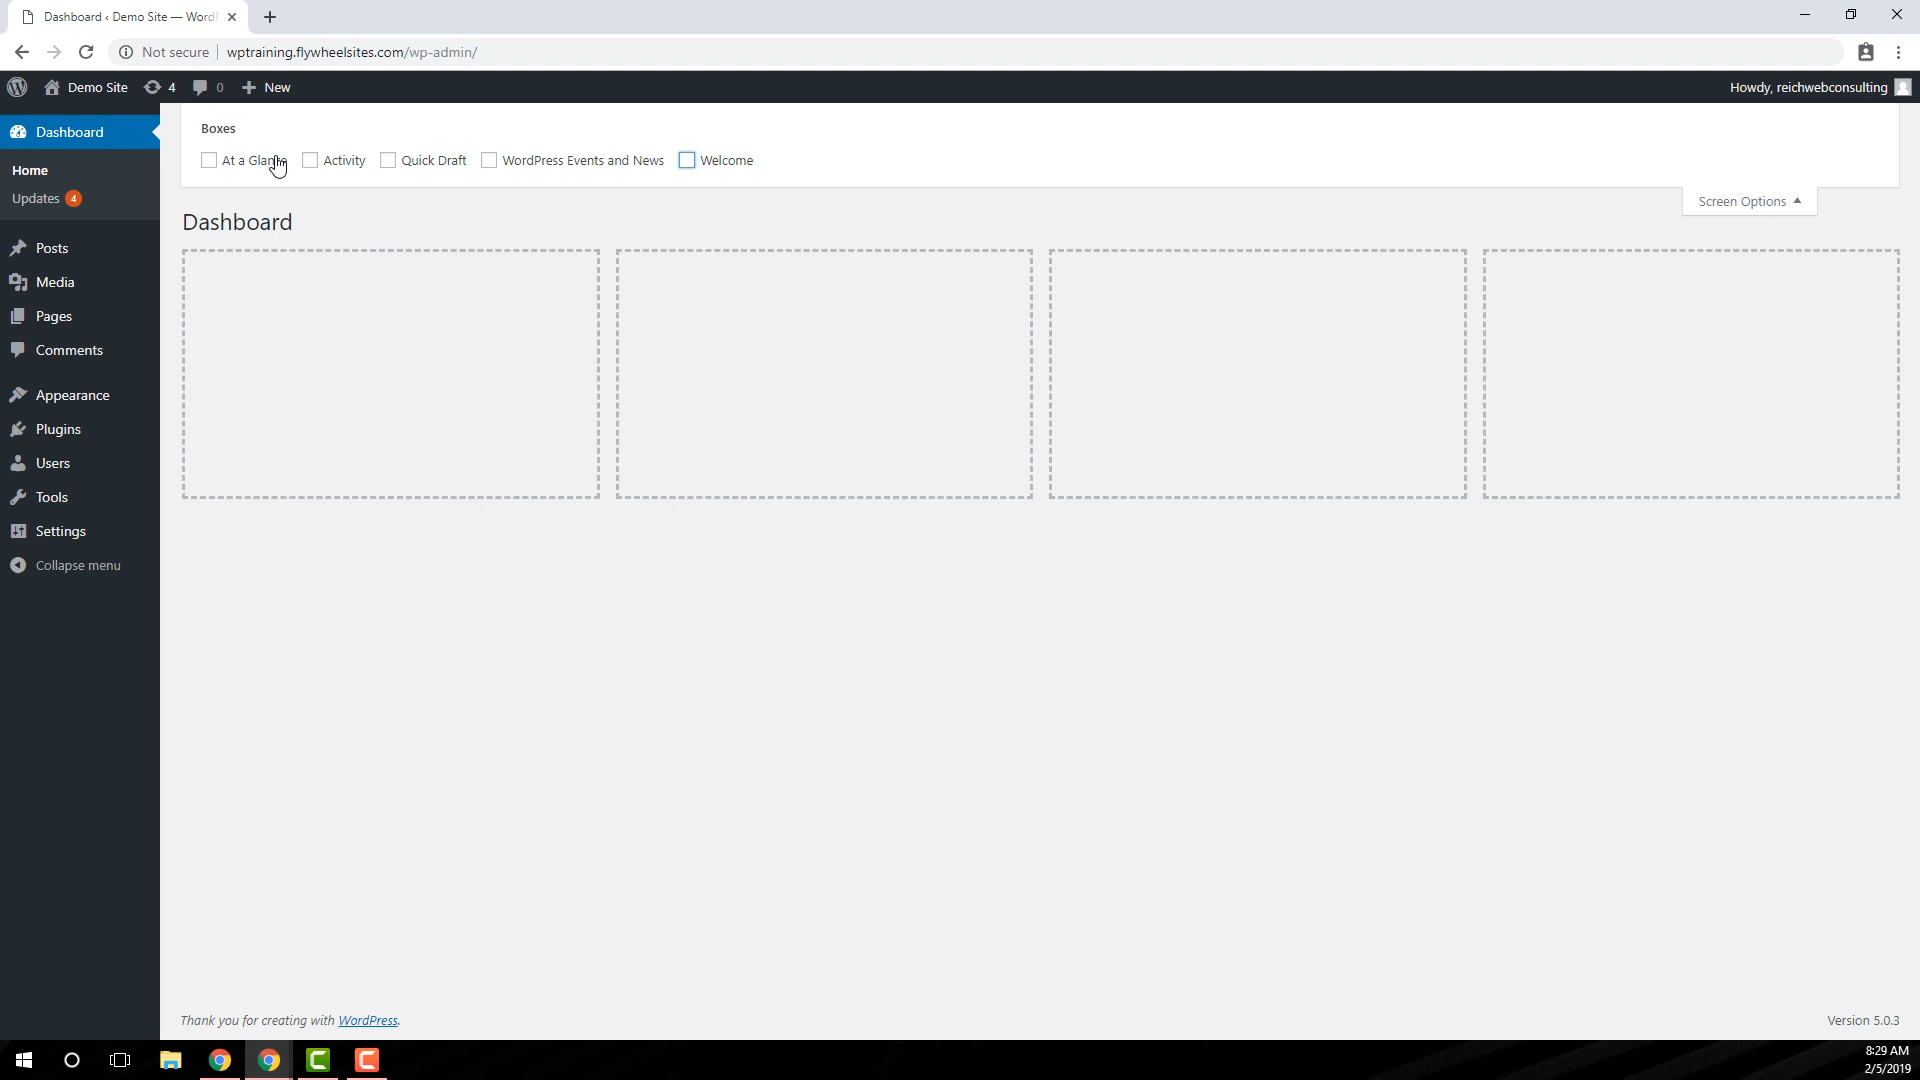 Dashboard ‹ Demo Site — Word
Not secure
wptraining.flywheelsites.com/wp-admin/
Demo Site
4
0
New
Howdy, reichwebconsulting
Dashboard
Home
Updates 4
Posts
Media
Pages
Comments
Appearance
Plugins
Users
Tools
Settings
Collapse menu
Boxes
At a Glance
Activity
Quick Draft
WordPress Events and News
Welcome
Screen Options
Dashboard
Thank you for creating with WordPress.
Version 5.0.3
8:29 AM
2/5/2019